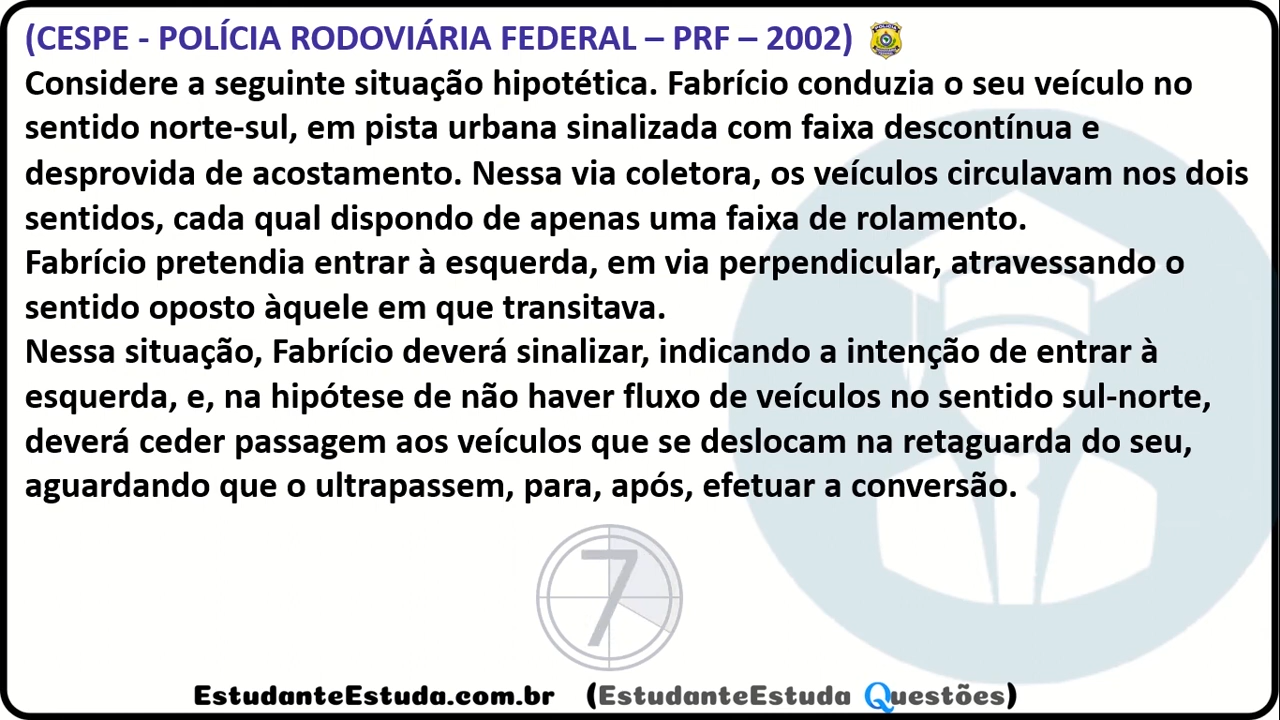 (CESPE - POLÍCIA RODOVIÁRIA FEDERAL – PRF – 2002)
Considere a seguinte situação hipotética. Fabrício conduzia o seu veículo no
sentido norte-sul, em pista urbana sinalizada com faixa descontínua e
desprovida de acostamento. Nessa via coletora, os veículos circulavam nos dois
sentidos, cada qual dispondo de apenas uma faixa de rolamento.
Fabrício pretendia entrar à esquerda, em via perpendicular, atravessando o
sentido oposto àquele em que transitava.
Nessa situação, Fabrício deverá sinalizar, indicando a intenção de entrar à
esquerda, e, na hipótese de não haver fluxo de veículos no sentido sul-norte,
deverá ceder passagem aos veículos que se deslocam na retaguarda do seu,
aguardando que o ultrapassem, para, após, efetuar a conversão.
7
EstudanteEstuda.com.br (EstudanteEstuda Questões)